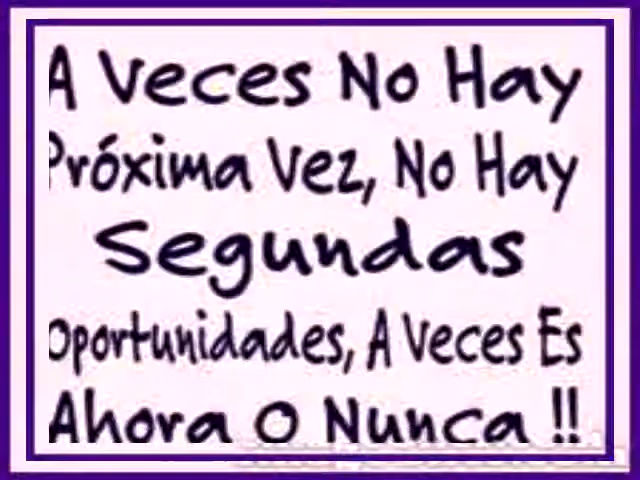 A Veces No Hay
Próxima Vez, No Hay
Segundas
Oportunidades, A Veces Es
Ahora O Nunca !!